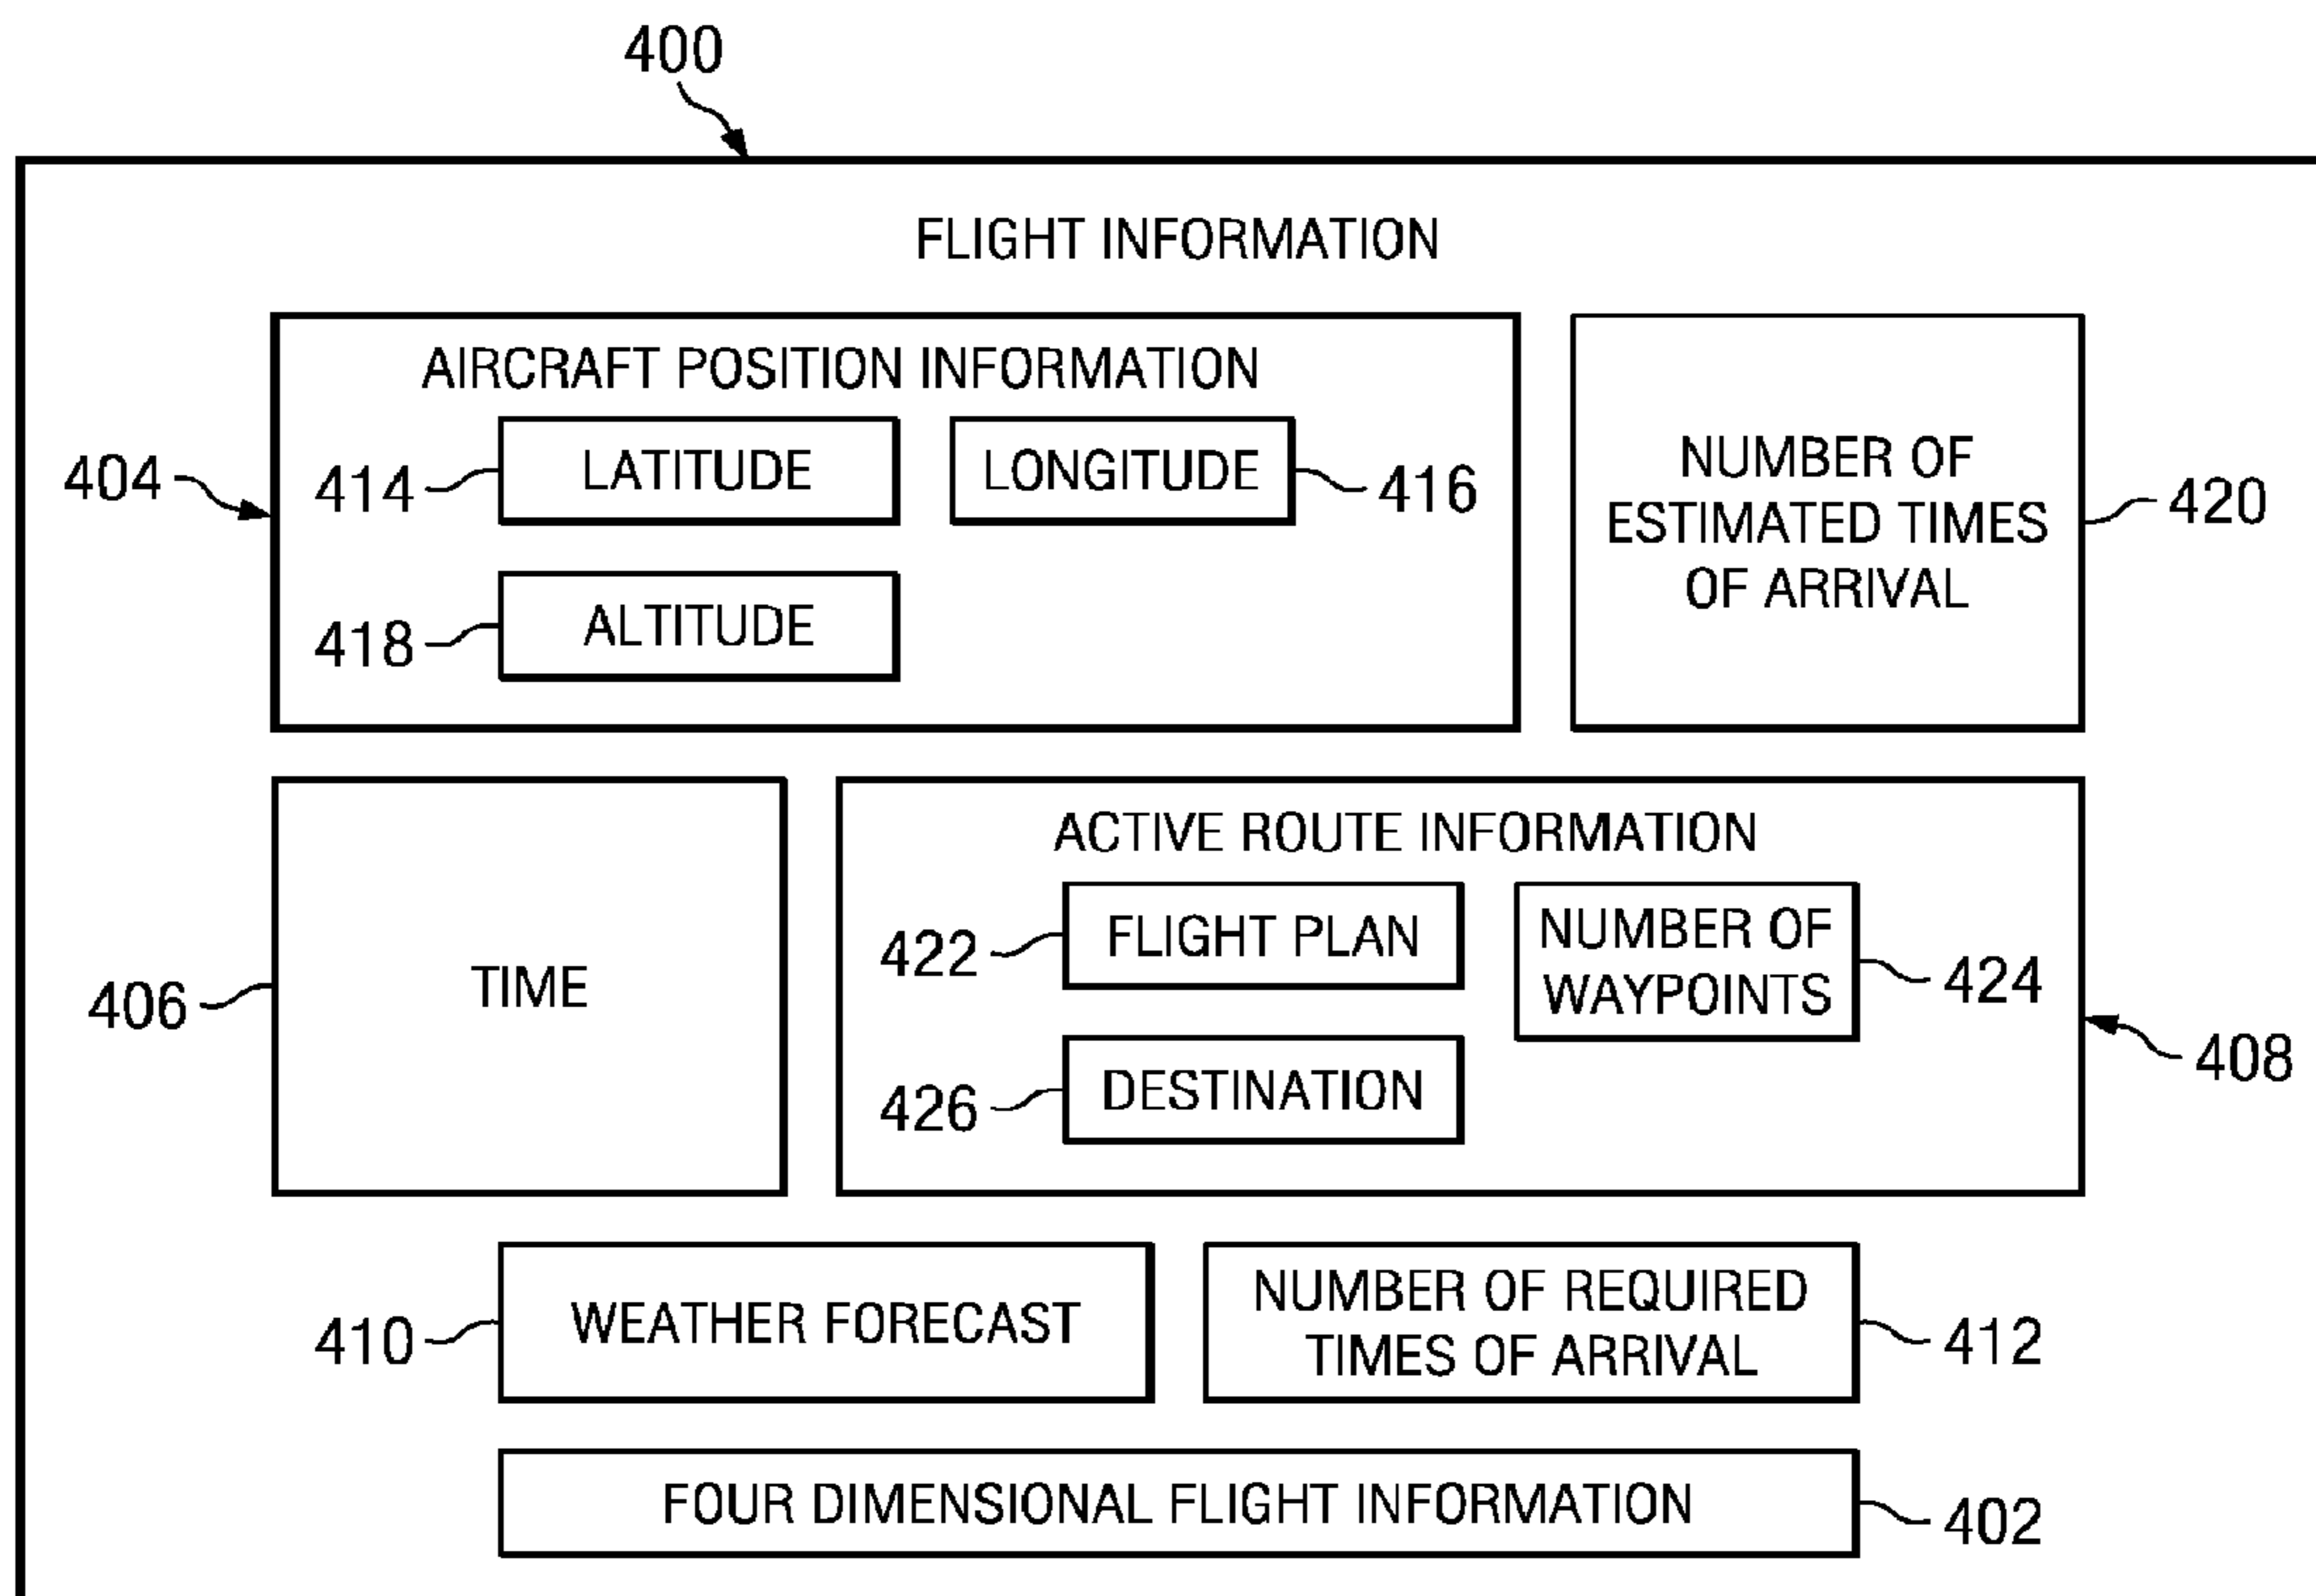 400
FLIGHT INFORMATION
AIRCRAFT POSITION INFORMATION
404
414
LATITUDE
LONGITUDE
416
418
ALTITUDE
NUMBER OF
ESTIMATED TIMES
OF ARRIVAL
420
406
TIME
ACTIVE ROUTE INFORMATION
422
FLIGHT PLAN
NUMBER OF
WAYPOINTS
424
426
DESTINATION
408
410
WEATHER FORECAST
NUMBER OF REQUIRED
TIMES OF ARRIVAL
412
FOUR DIMENSIONAL FLIGHT INFORMATION
402